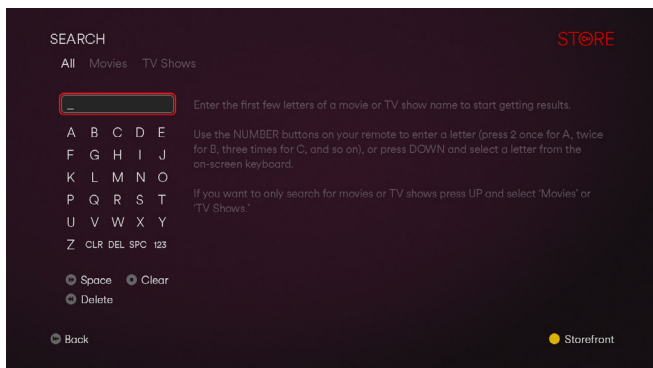 SEARCH
STORE
All Movies TV Shows
_
Enter the first few letters of a movie or TV show name to start getting results.
A B C D E
Use the NUMBER buttons on your remote to enter a letter (press 2 once for A, twice
for B, three times for C, and so on), or press DOWN and select a letter from the
on-screen keyboard.
F G H I J
K L M N O
If you want to only search for movies or TV shows press UP and select 'Movies' or
'TV Shows.'
P Q R S T
U V W X Y
Z CLR DEL SPC 123
Space Clear
Delete
Back
Storefront